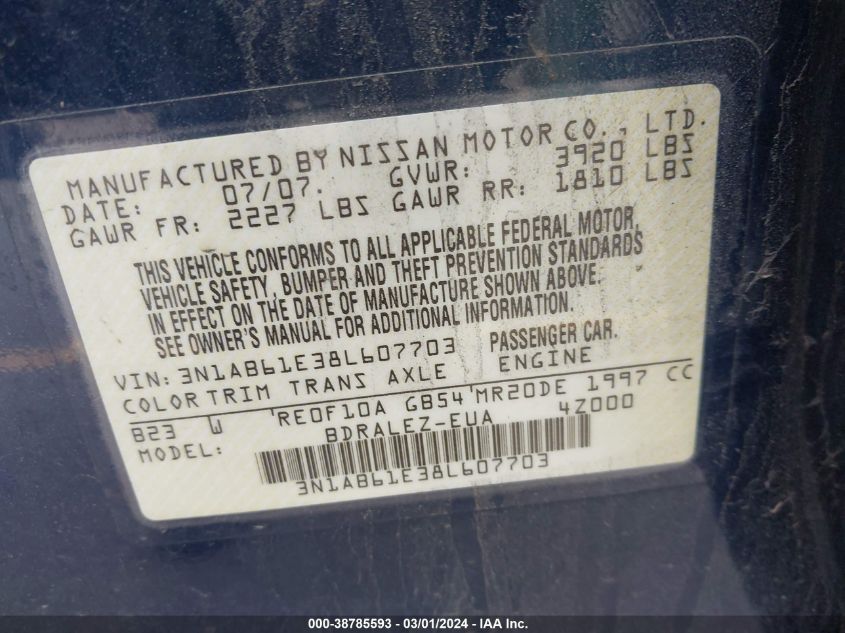 MANUFACTURED BY NISSAN MOTOR CO., LTD.
DATE: 07/07. GVWR: 3920 LBS
GAWR FR: 2227 LBS GAWR RR: 1810 LBS
THIS VEHICLE CONFORMS TO ALL APPLICABLE FEDERAL MOTOR
VEHICLE SAFETY, BUMPER AND THEFT PREVENTION STANDARDS
IN EFFECT ON THE DATE OF MANUFACTURE SHOWN ABOVE.
SEE OWNER'S MANUAL FOR ADDITIONAL INFORMATION.
VIN: 3N1AB61E38L607703 PASSENGER CAR.
COLOR TRIM TRANS AXLE ENGINE
B23 W RE0F10A GB54 MR20DE 1997 CC
MODEL: BDRALEZ-EUA 4Z000
3N1AB61E38L607703
000-38785593 - 03/01/2024 - IAA Inc.